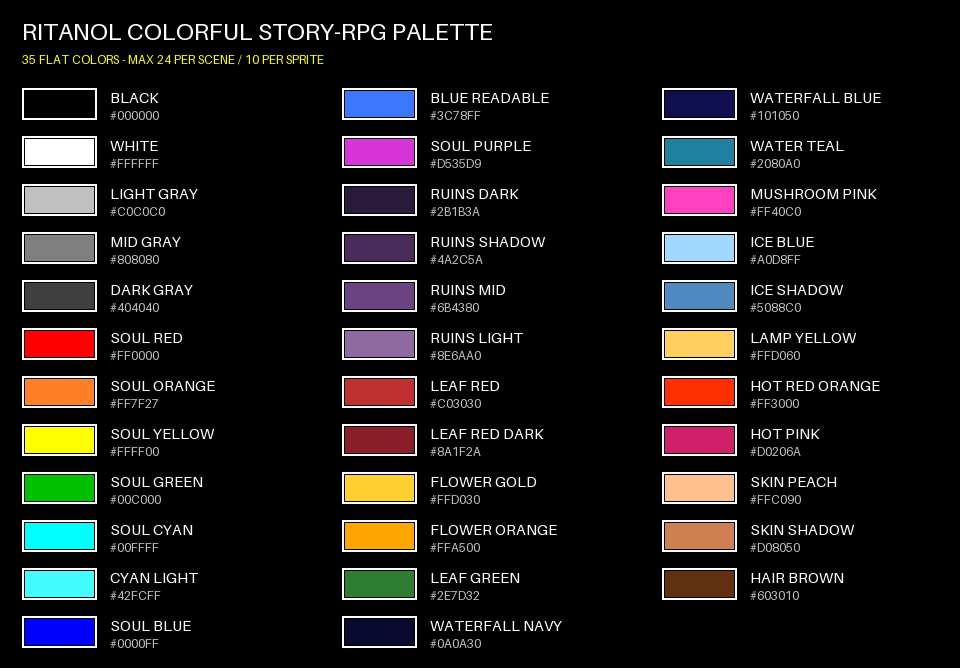 RITANOL COLORFUL STORY-RPG PALETTE
35 FLAT COLORS - MAX 24 PER SCENE / 10 PER SPRITE
BLACK
#000000
WHITE
#FFFFFF
LIGHT GRAY
#C0C0C0
MID GRAY
#808080
DARK GRAY
#404040
SOUL RED
#FF0000
SOUL ORANGE
#FF7F27
SOUL YELLOW
#FFFF00
SOUL GREEN
#00C000
SOUL CYAN
#00FFFF
CYAN LIGHT
#42FCFF
SOUL BLUE
#0000FF
BLUE READABLE
#3C78FF
SOUL PURPLE
#D535D9
RUINS DARK
#2B1B3A
RUINS SHADOW
#4A2C5A
RUINS MID
#6B4380
RUINS LIGHT
#8E6AA0
LEAF RED
#C03030
LEAF RED DARK
#8A1F2A
FLOWER GOLD
#FFD030
FLOWER ORANGE
#FFA500
LEAF GREEN
#2E7D32
WATERFALL NAVY
#0A0A30
WATERFALL BLUE
#101050
WATER TEAL
#2080A0
MUSHROOM PINK
#FF40C0
ICE BLUE
#A0D8FF
ICE SHADOW
#5088C0
LAMP YELLOW
#FFD060
HOT RED ORANGE
#FF3000
HOT PINK
#D0206A
SKIN PEACH
#FFC090
SKIN SHADOW
#D08050
HAIR BROWN
#603010